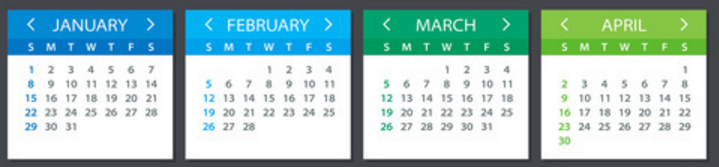 < JANUARY >
S M T W T F S
1 2 3 4 5 6 7
8 9 10 11 12 13 14
15 16 17 18 19 20 21
22 23 24 25 26 27 28
29 30 31
< FEBRUARY >
S M T W T F S
1 2 3 4
5 6 7 8 9 10 11
12 13 14 15 16 17 18
19 20 21 22 23 24 25
26 27 28
< MARCH >
S M T W T F S
1 2 3 4
5 6 7 8 9 10 11
12 13 14 15 16 17 18
19 20 21 22 23 24 25
26 27 28 29 30 31
< APRIL >
S M T W T F S
1
2 3 4 5 6 7 8
9 10 11 12 13 14 15
16 17 18 19 20 21 22
23 24 25 26 27 28 29
30